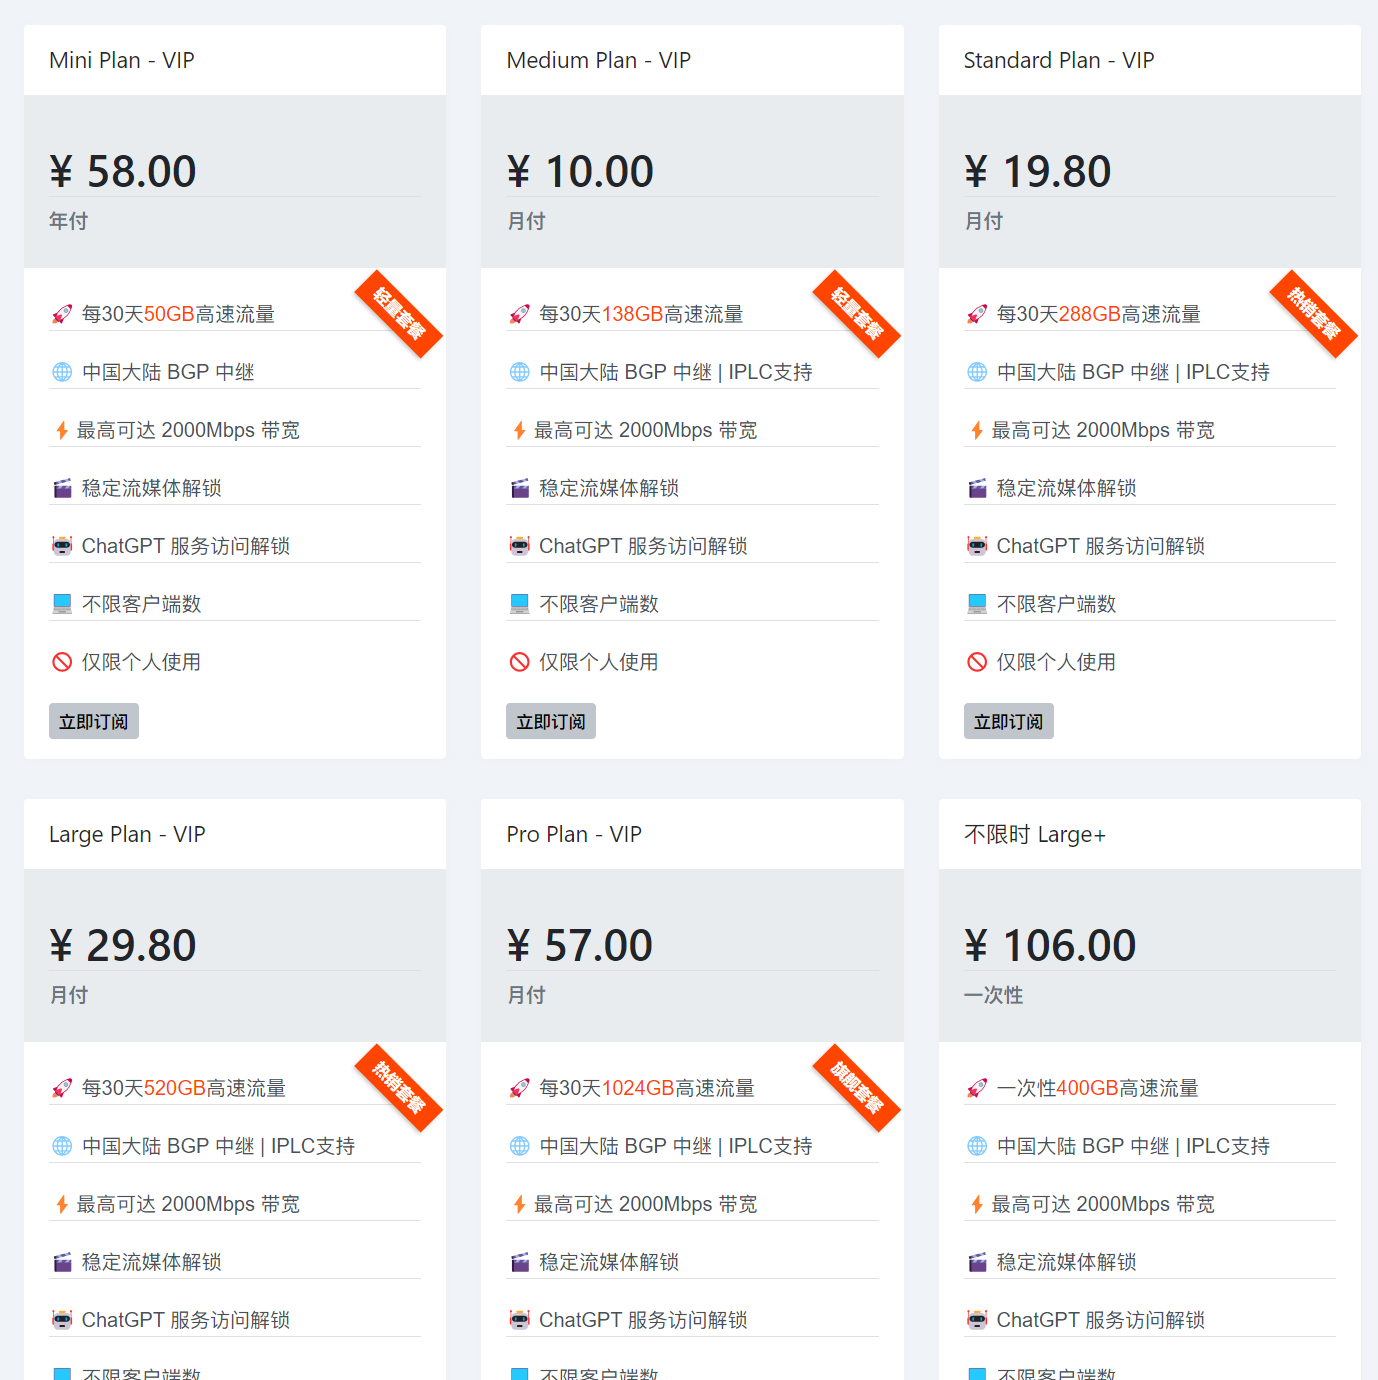 Mini Plan - VIP
¥ 58.00
年付
轻量套餐
每30天50GB高速流量
中国大陆 BGP 中继
最高可达 2000Mbps 带宽
稳定流媒体解锁
ChatGPT 服务访问解锁
不限客户端数
仅限个人使用
立即订阅
Medium Plan - VIP
¥ 10.00
月付
轻量套餐
每30天138GB高速流量
中国大陆 BGP 中继 | IPLC支持
最高可达 2000Mbps 带宽
稳定流媒体解锁
ChatGPT 服务访问解锁
不限客户端数
仅限个人使用
立即订阅
Standard Plan - VIP
¥ 19.80
月付
热销套餐
每30天288GB高速流量
中国大陆 BGP 中继 | IPLC支持
最高可达 2000Mbps 带宽
稳定流媒体解锁
ChatGPT 服务访问解锁
不限客户端数
仅限个人使用
立即订阅
Large Plan - VIP
¥ 29.80
月付
热销套餐
每30天520GB高速流量
中国大陆 BGP 中继 | IPLC支持
最高可达 2000Mbps 带宽
稳定流媒体解锁
ChatGPT 服务访问解锁
不限客户端数
Pro Plan - VIP
¥ 57.00
月付
旗舰套餐
每30天1024GB高速流量
中国大陆 BGP 中继 | IPLC支持
最高可达 2000Mbps 带宽
稳定流媒体解锁
ChatGPT 服务访问解锁
不限客户端数
不限时 Large+
¥ 106.00
一次性
一次性400GB高速流量
中国大陆 BGP 中继 | IPLC支持
最高可达 2000Mbps 带宽
稳定流媒体解锁
ChatGPT 服务访问解锁
不限客户端数